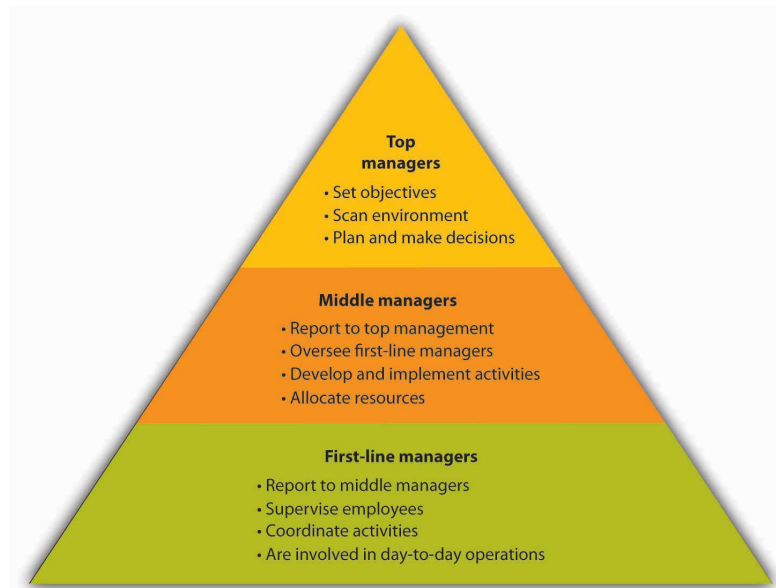 Top
managers
• Set objectives
• Scan environment
• Plan and make decisions
Middle managers
• Report to top management
• Oversee first-line managers
• Develop and implement activities
• Allocate resources
First-line managers
• Report to middle managers
• Supervise employees
• Coordinate activities
• Are involved in day-to-day operations